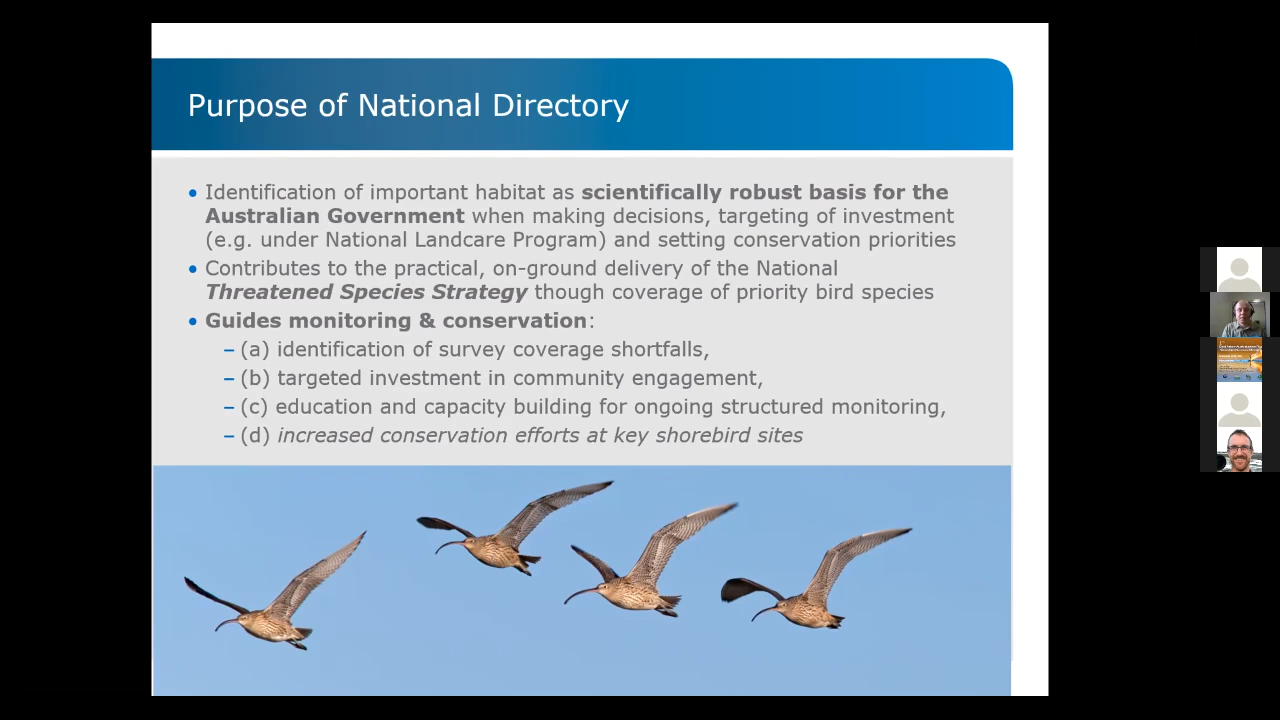 Purpose of National Directory
• Identification of important habitat as scientifically robust basis for the
Australian Government when making decisions, targeting of investment
(e.g. under National Landcare Program) and setting conservation priorities
• Contributes to the practical, on-ground delivery of the National
Threatened Species Strategy though coverage of priority bird species
• Guides monitoring & conservation:
– (a) identification of survey coverage shortfalls,
– (b) targeted investment in community engagement,
– (c) education and capacity building for ongoing structured monitoring,
– (d) increased conservation efforts at key shorebird sites